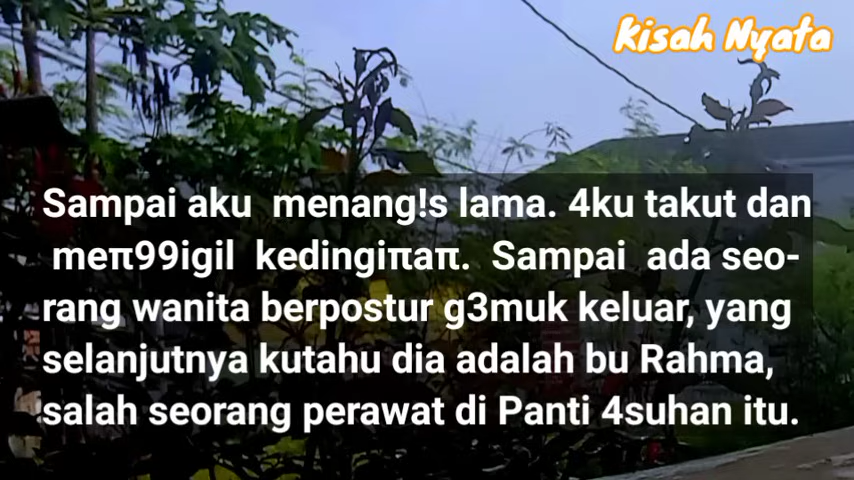 Kisah Nyata
Sampai aku menang!s lama. 4ku takut dan
meπ99igil kedingiπaπ. Sampai ada seo-
rang wanita berpostur g3muk keluar, yang
selanjutnya kutahu dia adalah bu Rahma,
salah seorang perawat di Panti 4suhan itu.